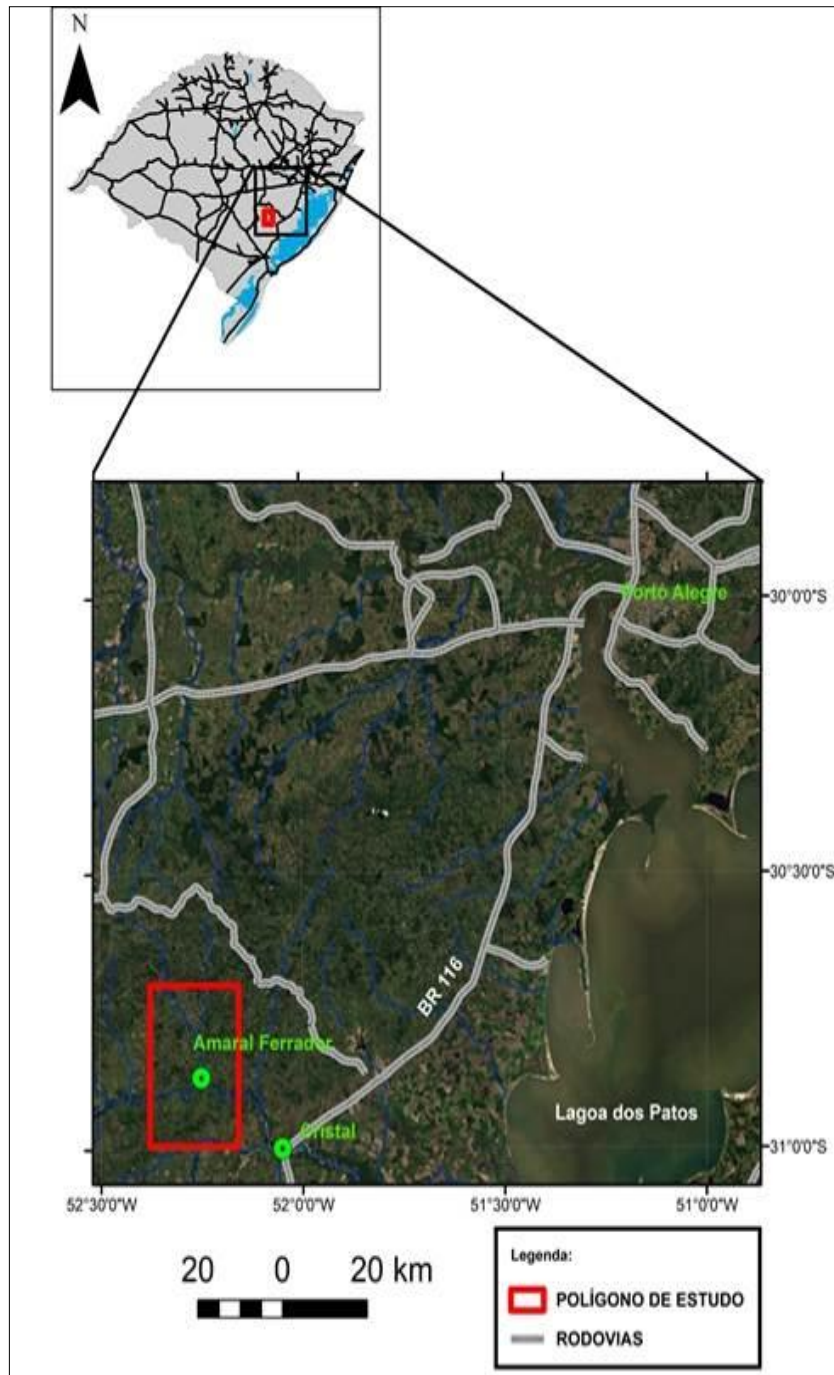 N
Porto Alegre
30°0'0"S
30°30'0"S
BR 116
Amaral Ferrador
Cristal
Lagoa dos Patos
31°0'0"S
52°30'0"W
52°0'0"W
51°30'0"W
51°0'0"W
20 0 20 km
Legenda:
POLÍGONO DE ESTUDO
RODOVIAS